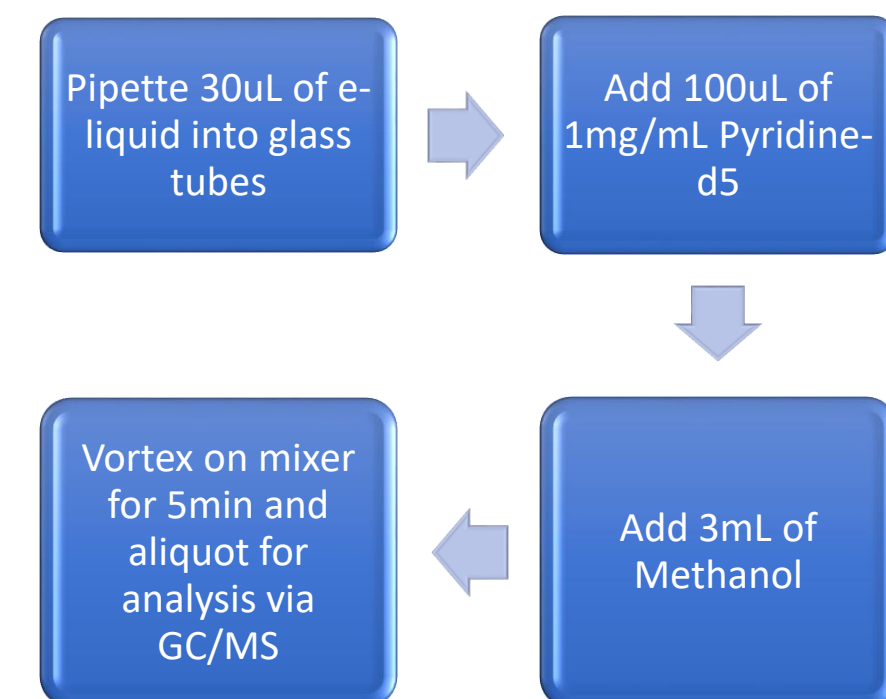 Pipette 30uL of e-
liquid into glass
tubes
Add 100uL of
1mg/mL Pyridine-
d5
Add 3mL of
Methanol
Vortex on mixer
for 5min and
aliquot for
analysis via
GC/MS